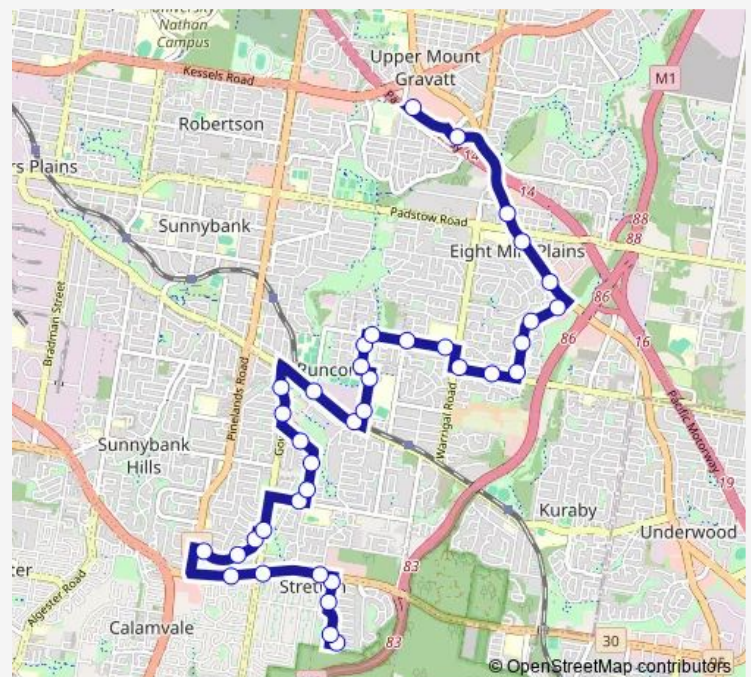 University
Nathan
Campus
Upper Mount
Gravatt
Kessels Road
M1
Robertson
rs Plains
14
14
Padstow Road
88
88
Sunnybank
Eight Mile Plains
86
86
16
Bradman Street
Runcorn
Pinelands Road
Warrigal Road
Pacific Motorway
19
Sunnybank
Hills
Kuraby
Underwood
83
Stretton
Algester Road
Calamvale
83
30
© OpenStreetMap contributors